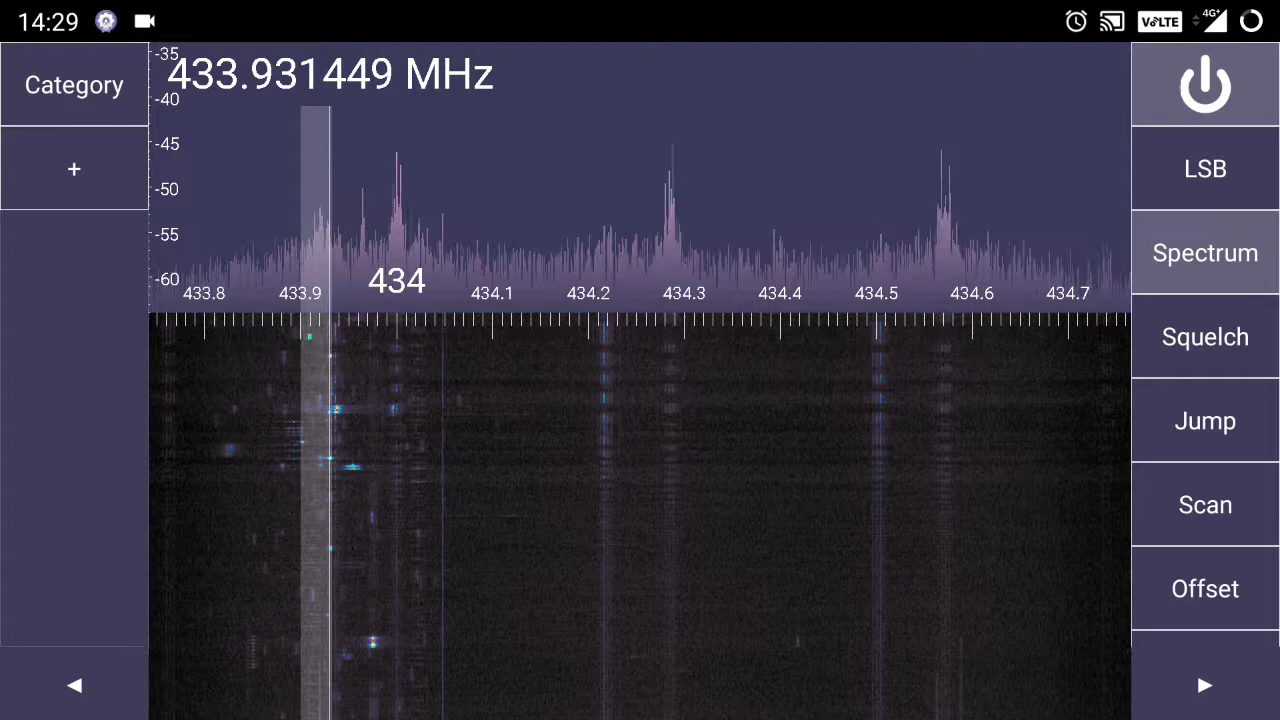 14:29 VoLTE 4G+
Category
+
◀
433.931449 MHz
-35
-40
-45
-50
-55
-60
433.8 433.9 434 434.1 434.2 434.3 434.4 434.5 434.6 434.7
LSB
Spectrum
Squelch
Jump
Scan
Offset
▶